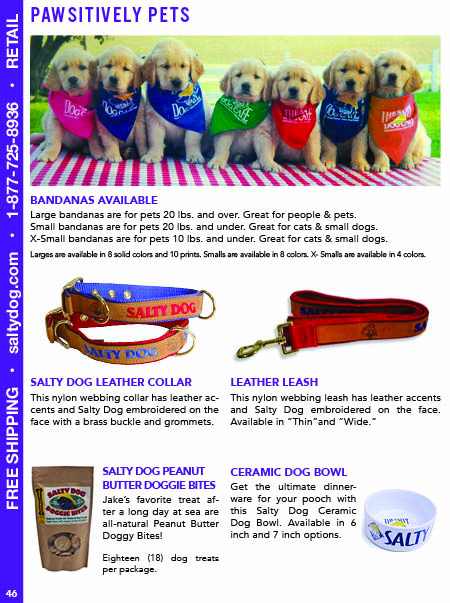 PAWSITIVELY PETS
FREE SHIPPING • saltydog.com • 1-877-725-8936 • RETAIL
BANDANAS AVAILABLE
Large bandanas are for pets 20 lbs. and over. Great for people & pets.
Small bandanas are for pets 20 lbs. and under. Great for cats & small dogs.
X-Small bandanas are for pets 10 lbs. and under. Great for cats & small dogs.
Larges are available in 8 solid colors and 10 prints. Smalls are available in 8 colors. X- Smalls are available in 4 colors.
SALTY DOG
SALTY DOG
SALTY DOG LEATHER COLLAR
This nylon webbing collar has leather ac-
cents and Salty Dog embroidered on the
face with a brass buckle and grommets.
LEATHER LEASH
This nylon webbing leash has leather accents
and Salty Dog embroidered on the face.
Available in “Thin”and “Wide.”
SALTY DOG
DOGGIE BITES
SALTY DOG PEANUT
BUTTER DOGGIE BITES
Jake’s favorite treat af-
ter a long day at sea are
all-natural Peanut Butter
Doggy Bites!
Eighteen (18) dog treats
per package.
CERAMIC DOG BOWL
Get the ultimate dinner-
ware for your pooch with
this Salty Dog Ceramic
Dog Bowl. Available in 6
inch and 7 inch options.
THE SALTY
SALTY
46